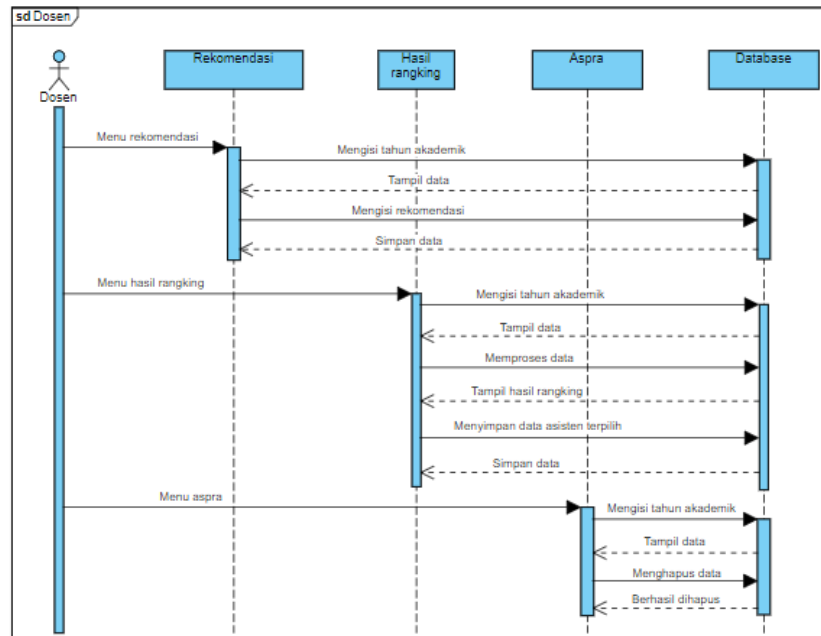 sd Dosen
Rekomendasi
Hasil
rangking
Aspra
Database
Dosen
Menu rekomendasi
Mengisi tahun akademik
Tampil data
Mengisi rekomendasi
Simpan data
Menu hasil rangking
Mengisi tahun akademik
Tampil data
Memproses data
Tampil hasil rangking
Menyimpan data asisten terpilih
Simpan data
Menu aspra
Mengisi tahun akademik
Tampil data
Menghapus data
Berhasil dihapus